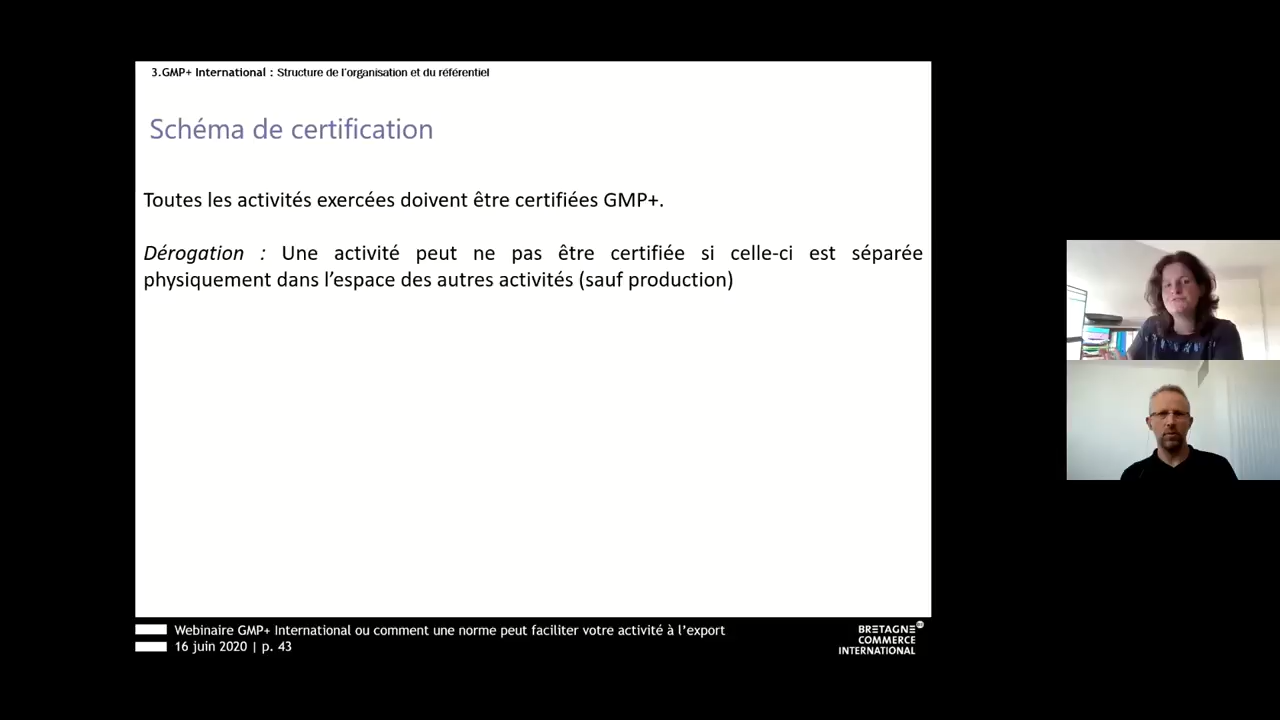 3.GMP+ International : Structure de l'organisation et du référentiel
Schéma de certification
Toutes les activités exercées doivent être certifiées GMP+.
Dérogation : Une activité peut ne pas être certifiée si celle-ci est séparée
physiquement dans l'espace des autres activités (sauf production)
Webinaire GMP+ International ou comment une norme peut faciliter votre activité à l'export
16 juin 2020 | p. 43
BRETAGNE
COMMERCE
INTERNATIONAL